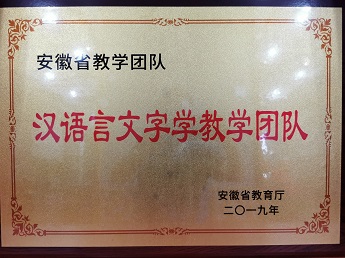 安徽省教学团队
汉语言文字学教学团队
安徽省教育厅
二〇一九年